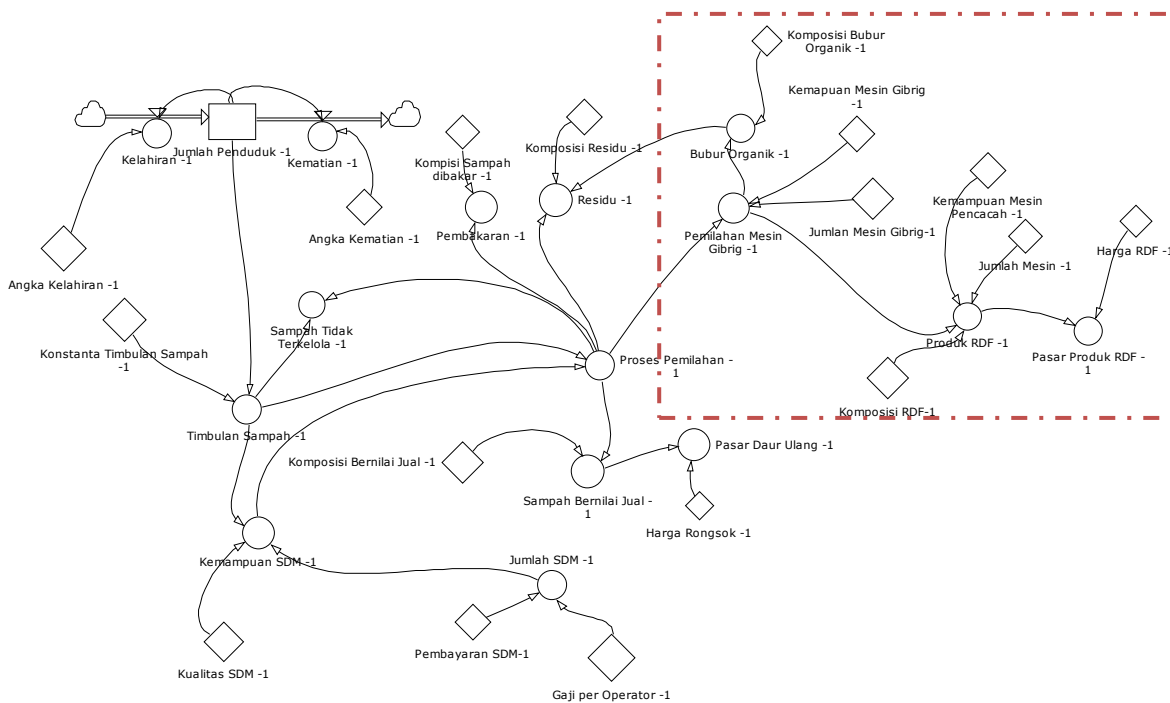 Komposisi Bubur
Organik -1
Kemapuan Mesin Gibrig
-1
Kelahiran -1
Jumlah Penduduk -1
Kematian -1
Kompisi Sampah
dibakar -1
Komposisi Residu -1
Bubur Organik -1
Angka Kematian -1
Pembakaran -1
Residu -1
Pemilahan Mesin
Gibrig -1
Jumlan Mesin Gibrig-1
Kemampuan Mesin
Pencacah -1
Jumlah Mesin -1
Harga RDF -1
Angka Kelahiran -1
Konstanta Timbulan Sampah
-1
Sampah Tidak
Terkelola -1
Proses Pemilahan -
1
Produk RDF -1
Pasar Produk RDF -
1
Komposisi RDF-1
Timbulan Sampah -1
Komposisi Bernilai Jual -1
Pasar Daur Ulang -1
Sampah Bernilai Jual -
1
Harga Rongsok -1
Kemampuan SDM -1
Jumlah SDM -1
Pembayaran SDM-1
Kualitas SDM -1
Gaji per Operator -1